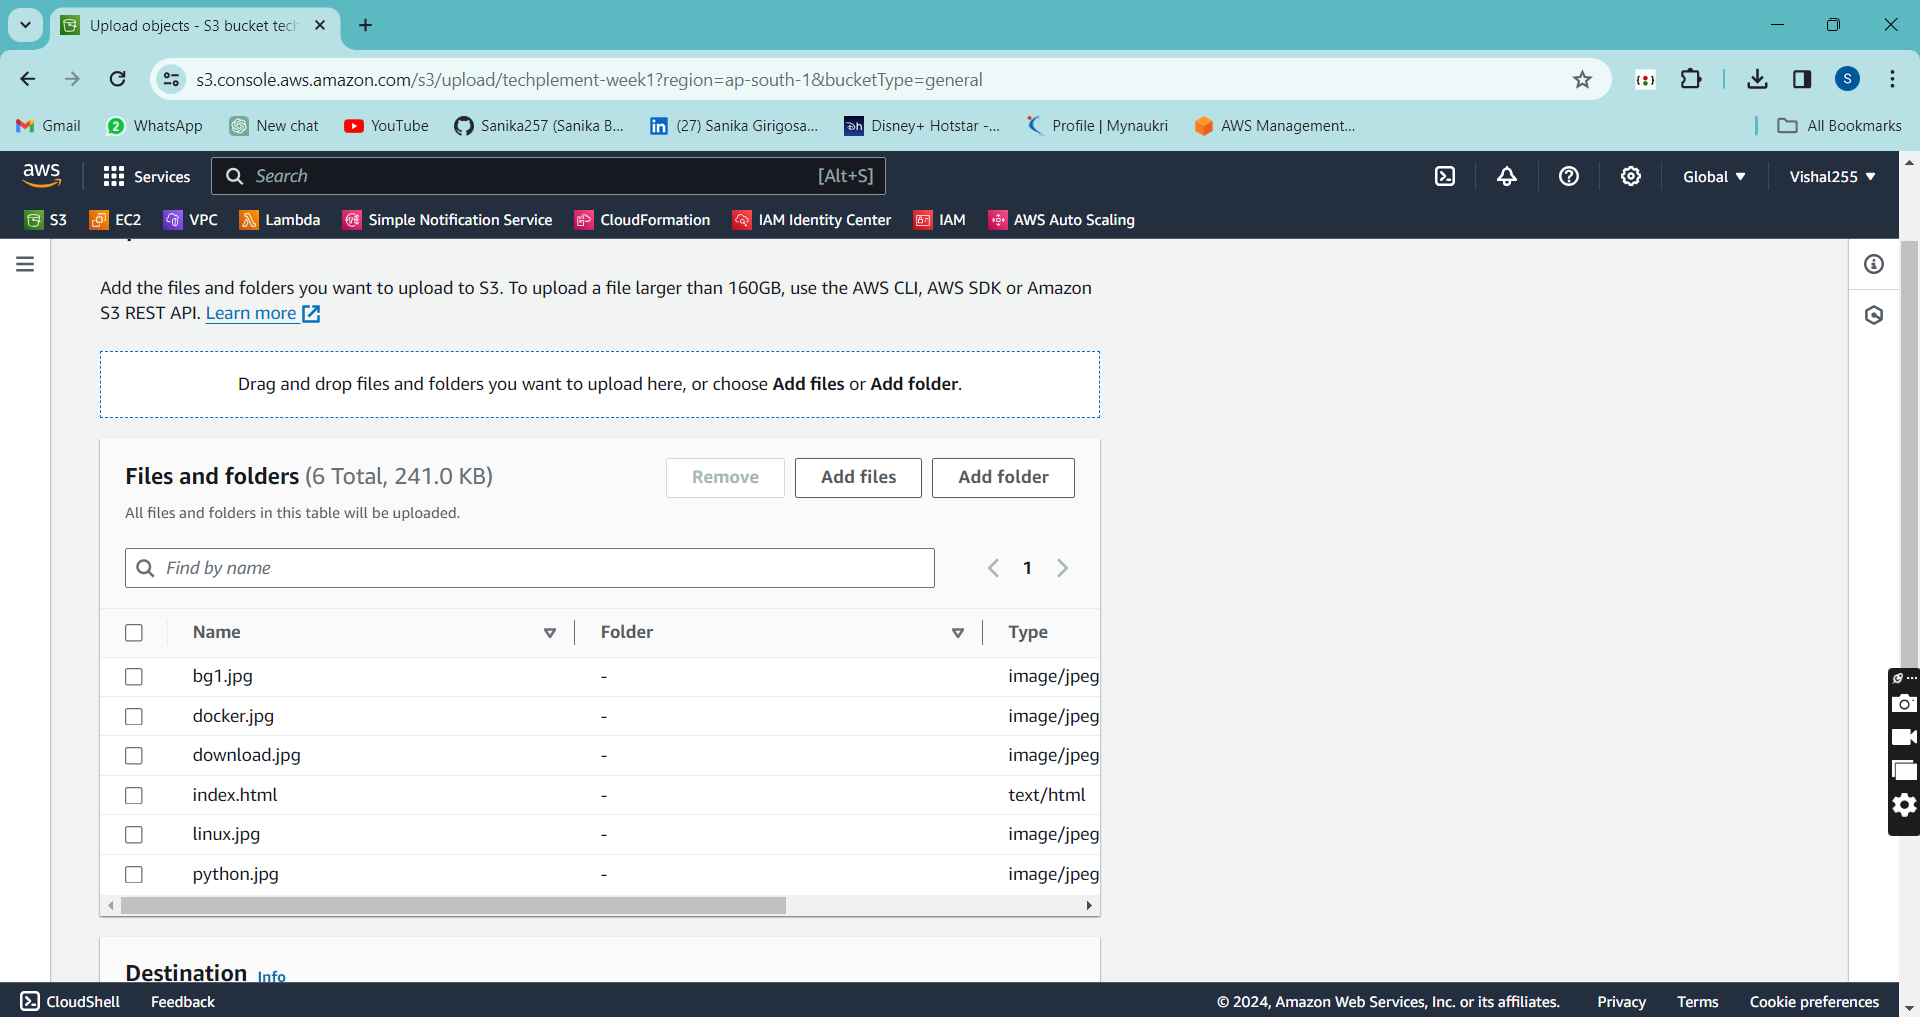 Upload objects - S3 bucket tech
s3.console.aws.amazon.com/s3/upload/techplement-week1?region=ap-south-1&bucketType=general
S
Gmail
2 WhatsApp
New chat
YouTube
Sanika257 (Sanika B...
(27) Sanika Girigosa...
Disney+ Hotstar -...
Profile | Mynaukri
AWS Management...
All Bookmarks
aws
Services
Search [Alt+S]
Global
Vishal255
S3 EC2 VPC Lambda Simple Notification Service CloudFormation IAM Identity Center IAM AWS Auto Scaling
Add the files and folders you want to upload to S3. To upload a file larger than 160GB, use the AWS CLI, AWS SDK or Amazon
S3 REST API. Learn more
Drag and drop files and folders you want to upload here, or choose Add files or Add folder.
Files and folders (6 Total, 241.0 KB)
Remove Add files Add folder
All files and folders in this table will be uploaded.
Find by name
1
Name Folder Type
bg1.jpg - image/jpeg
docker.jpg - image/jpeg
download.jpg - image/jpeg
index.html - text/html
linux.jpg - image/jpeg
python.jpg - image/jpeg
Destination Info
CloudShell Feedback © 2024, Amazon Web Services, Inc. or its affiliates. Privacy Terms Cookie preferences